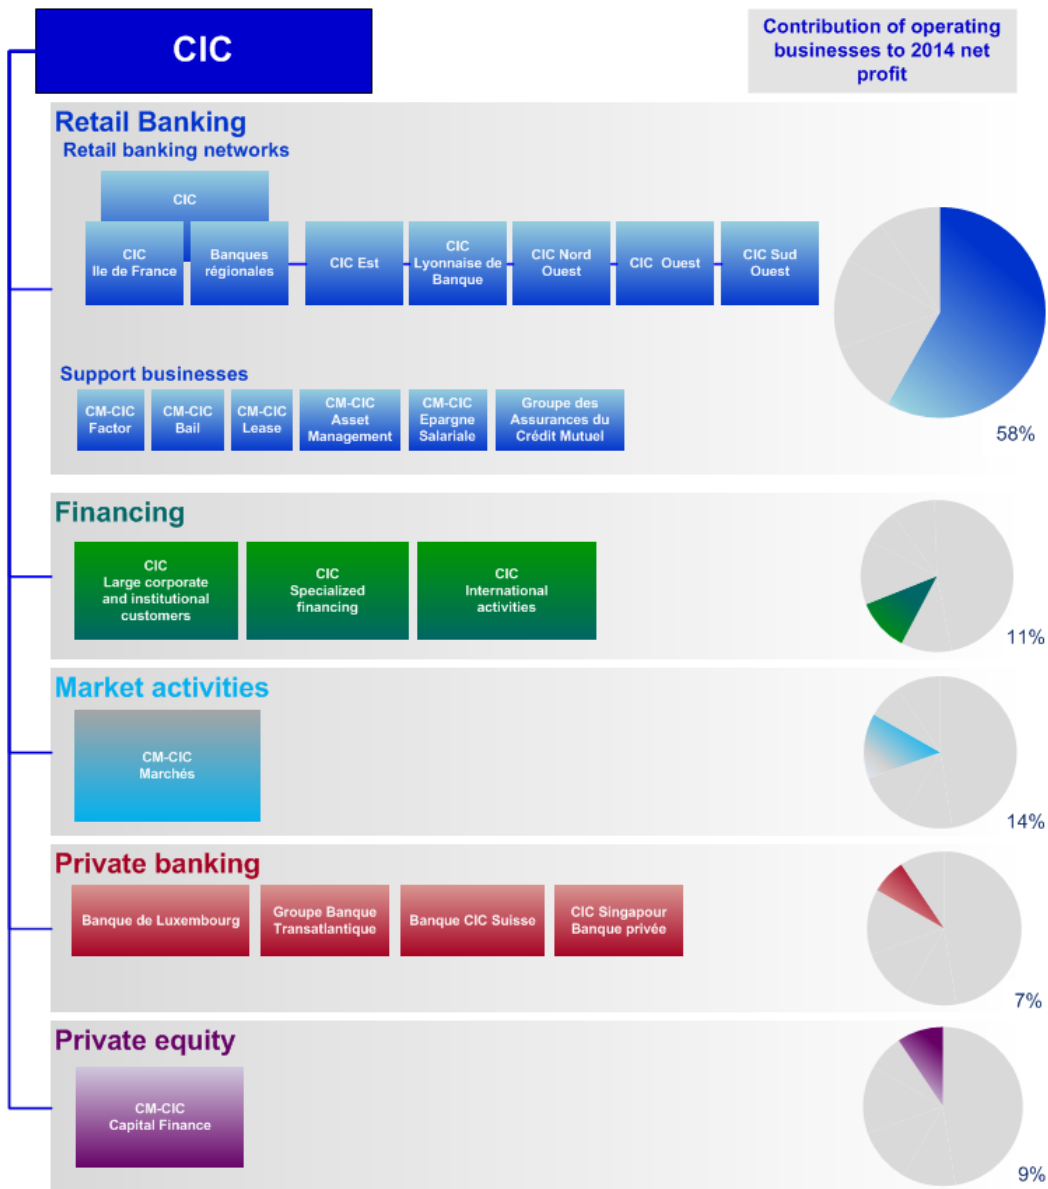 CIC
Contribution of operating
businesses to 2014 net
profit
Retail Banking
Retail banking networks
CIC
CIC
Ile de France
Banques
régionales
CIC Est
CIC
Lyonnaise de
Banque
CIC Nord
Ouest
CIC Ouest
CIC Sud
Ouest
58%
Support businesses
CM-CIC
Factor
CM-CIC
Bail
CM-CIC
Lease
CM-CIC
Asset
Management
CM-CIC
Epargne
Salariale
Groupe des
Assurances du
Crédit Mutuel
Financing
CIC
Large corporate
and institutional
customers
CIC
Specialized
financing
CIC
International
activities
11%
Market activities
CM-CIC
Marchés
14%
Private banking
Banque de Luxembourg
Groupe Banque
Transatlantique
Banque CIC Suisse
CIC Singapour
Banque privée
7%
Private equity
CM-CIC
Capital Finance
9%